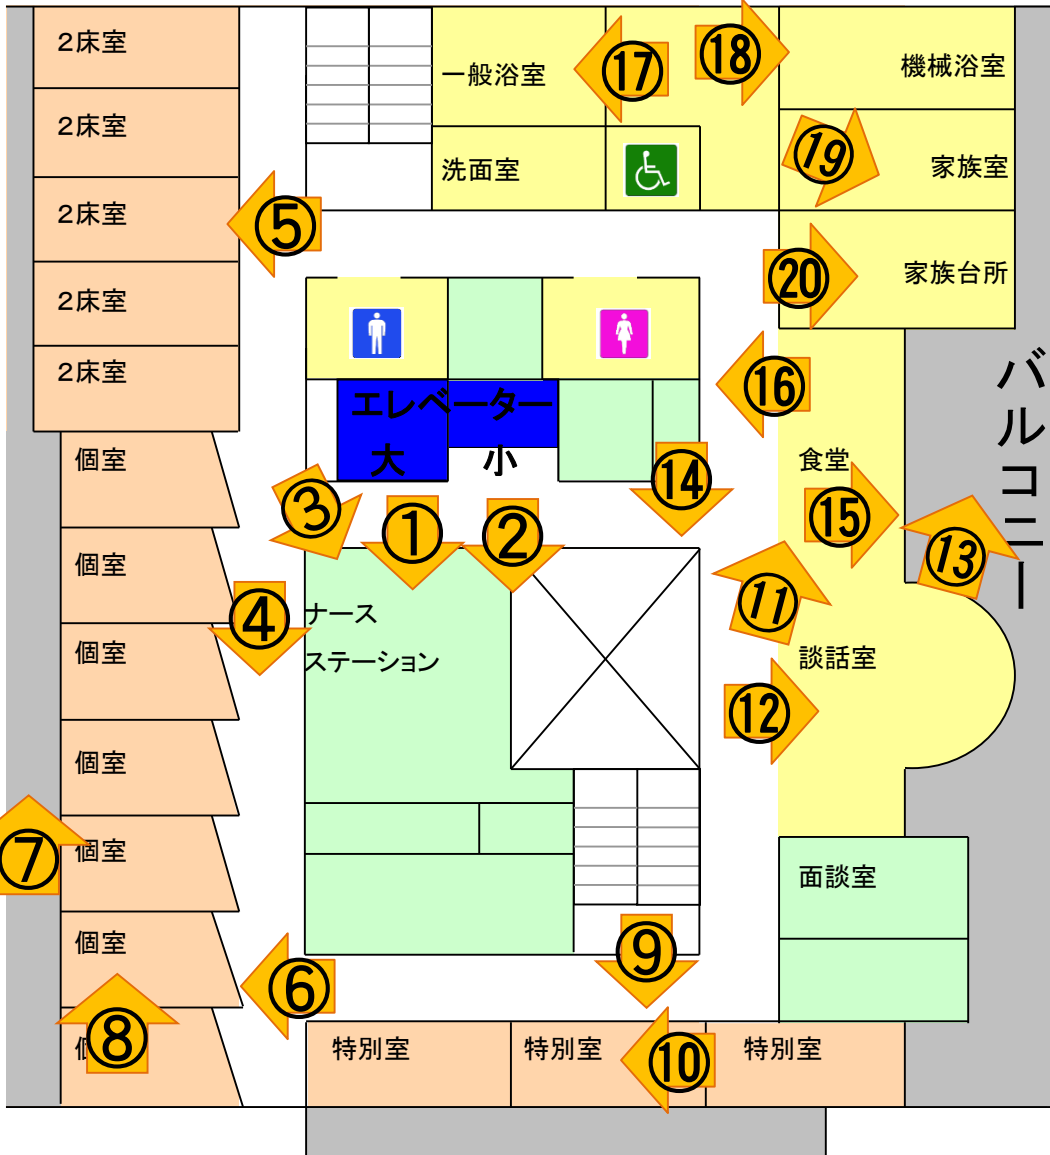 2床室
一般浴室
⑰
⑱
機械浴室
2床室
洗面室
⑲
家族室
2床室
⑤
⑳
家族台所
2床室
2床室
⑯
バルコニー
エレベーター
大
小
個室
食堂
③
①
②
⑭
⑮
⑬
個室
④
ナース
ステーション
⑪
個室
談話室
⑫
個室
⑦
個室
面談室
個室
⑨
⑥
⑧
特別室
特別室
⑩
特別室